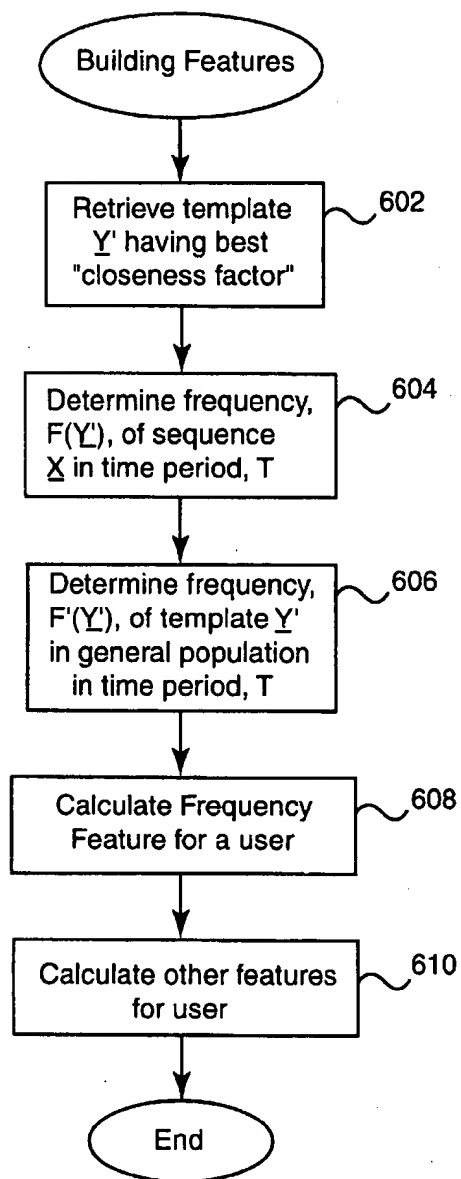 Building Features
Retrieve template
Y' having best
"closeness factor"
602
Determine frequency,
F(Y'), of sequence
X in time period, T
604
Determine frequency,
F'(Y'), of template Y'
in general population
in time period, T
606
Calculate Frequency
Feature for a user
608
Calculate other features
for user
610
End